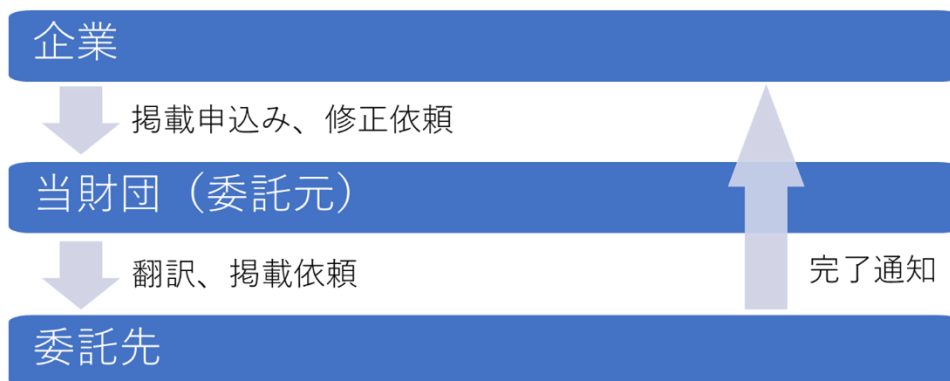 企業
掲載申込み、修正依頼
当財団（委託元）
翻訳、掲載依頼
完了通知
委託先